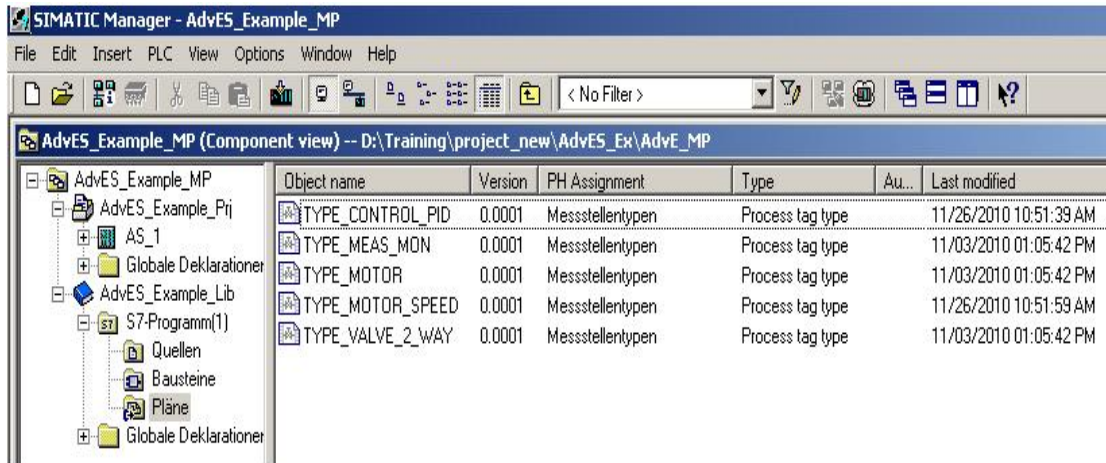 SIMATIC Manager - AdvES_Example_MP
File Edit Insert PLC View Options Window Help
< No Filter >
AdvES_Example_MP (Component view) -- D:\Training\project_new\AdvES_Ex\AdvE_MP
AdvES_Example_MP
AdvES_Example_Prj
AS_1
Globale Deklarationer
AdvES_Example_Lib
S7-Programm(1)
Quellen
Bausteine
Pläne
Globale Deklarationer
Object name Version PH Assignment Type Au... Last modified
TYPE_CONTROL_PID 0.0001 Messstellentypen Process tag type 11/26/2010 10:51:39 AM
TYPE_MEAS_MON 0.0001 Messstellentypen Process tag type 11/03/2010 01:05:42 PM
TYPE_MOTOR 0.0001 Messstellentypen Process tag type 11/03/2010 01:05:42 PM
TYPE_MOTOR_SPEED 0.0001 Messstellentypen Process tag type 11/26/2010 10:51:59 AM
TYPE_VALVE_2_WAY 0.0001 Messstellentypen Process tag type 11/03/2010 01:05:42 PM